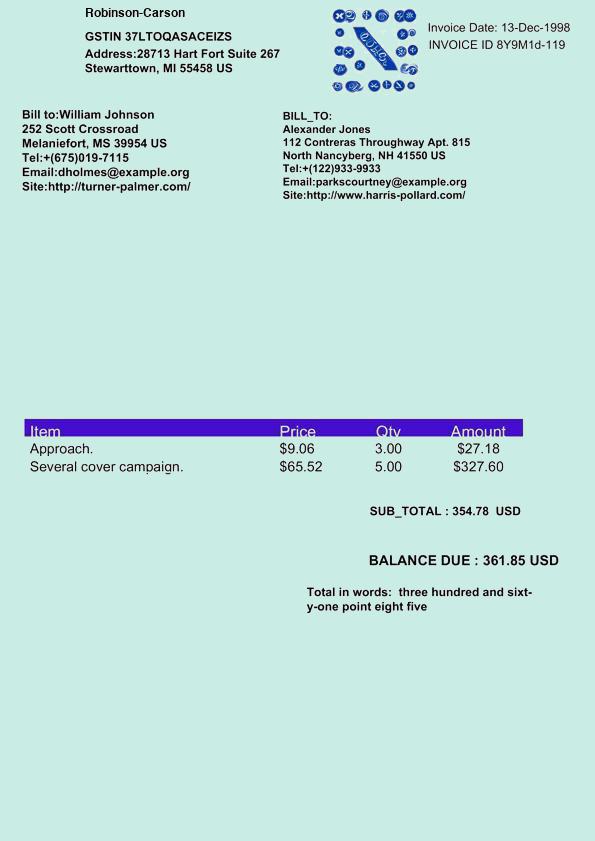 Robinson-Carson
GSTIN 37LTOQASACEIZS
Address:28713 Hart Fort Suite 267
Stewarttown, MI 55458 US
Invoice Date: 13-Dec-1998
INVOICE ID 8Y9M1d-119
Bill to:William Johnson
252 Scott Crossroad
Melaniefort, MS 39954 US
Tel:+(675)019-7115
Email:dholmes@example.org
Site:http://turner-palmer.com/
BILL_TO:
Alexander Jones
112 Contreras Throughway Apt. 815
North Nancyberg, NH 41550 US
Tel:+(122)933-9933
Email:parkscourtney@example.org
Site:http://www.harris-pollard.com/
Item Price Qty Amount
Approach. $9.06 3.00 $27.18
Several cover campaign. $65.52 5.00 $327.60
SUB_TOTAL : 354.78 USD
BALANCE DUE : 361.85 USD
Total in words: three hundred and sixt-
y-one point eight five